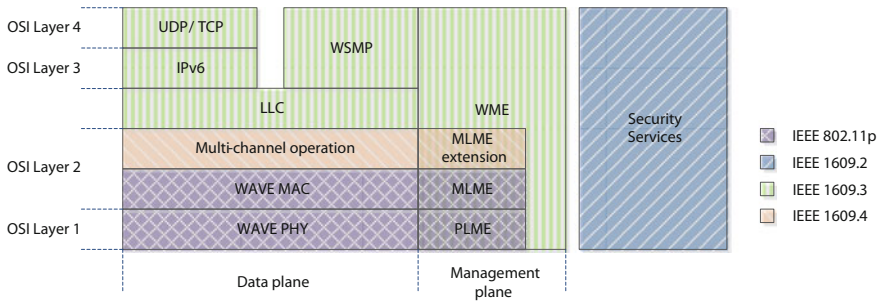 OSI Layer 4
UDP/ TCP
WSMP
OSI Layer 3
IPv6
LLC
WME
Security
Services
OSI Layer 2
Multi-channel operation
MLME
extension
WAVE MAC
MLME
OSI Layer 1
WAVE PHY
PLME
IEEE 802.11p
IEEE 1609.2
IEEE 1609.3
IEEE 1609.4
Data plane
Management
plane